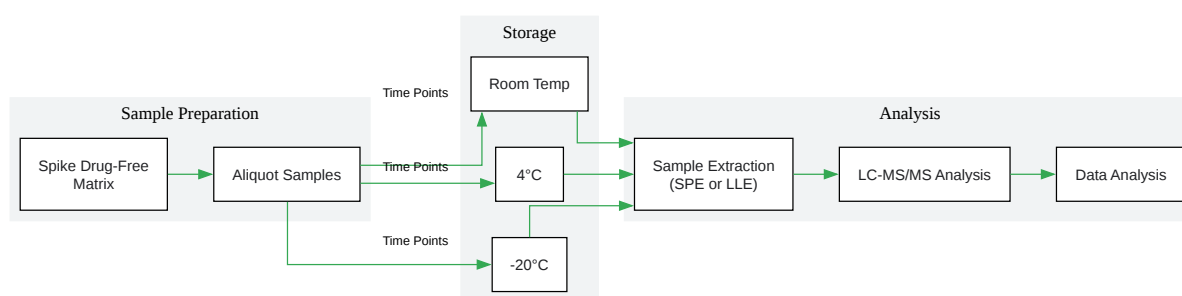 Storage
Room Temp
Time Points
Sample Preparation
Analysis
Spike Drug-Free
Matrix
Aliquot Samples
Time Points
4°C
Sample Extraction
(SPE or LLE)
LC-MS/MS Analysis
Data Analysis
Time Points
-20°C